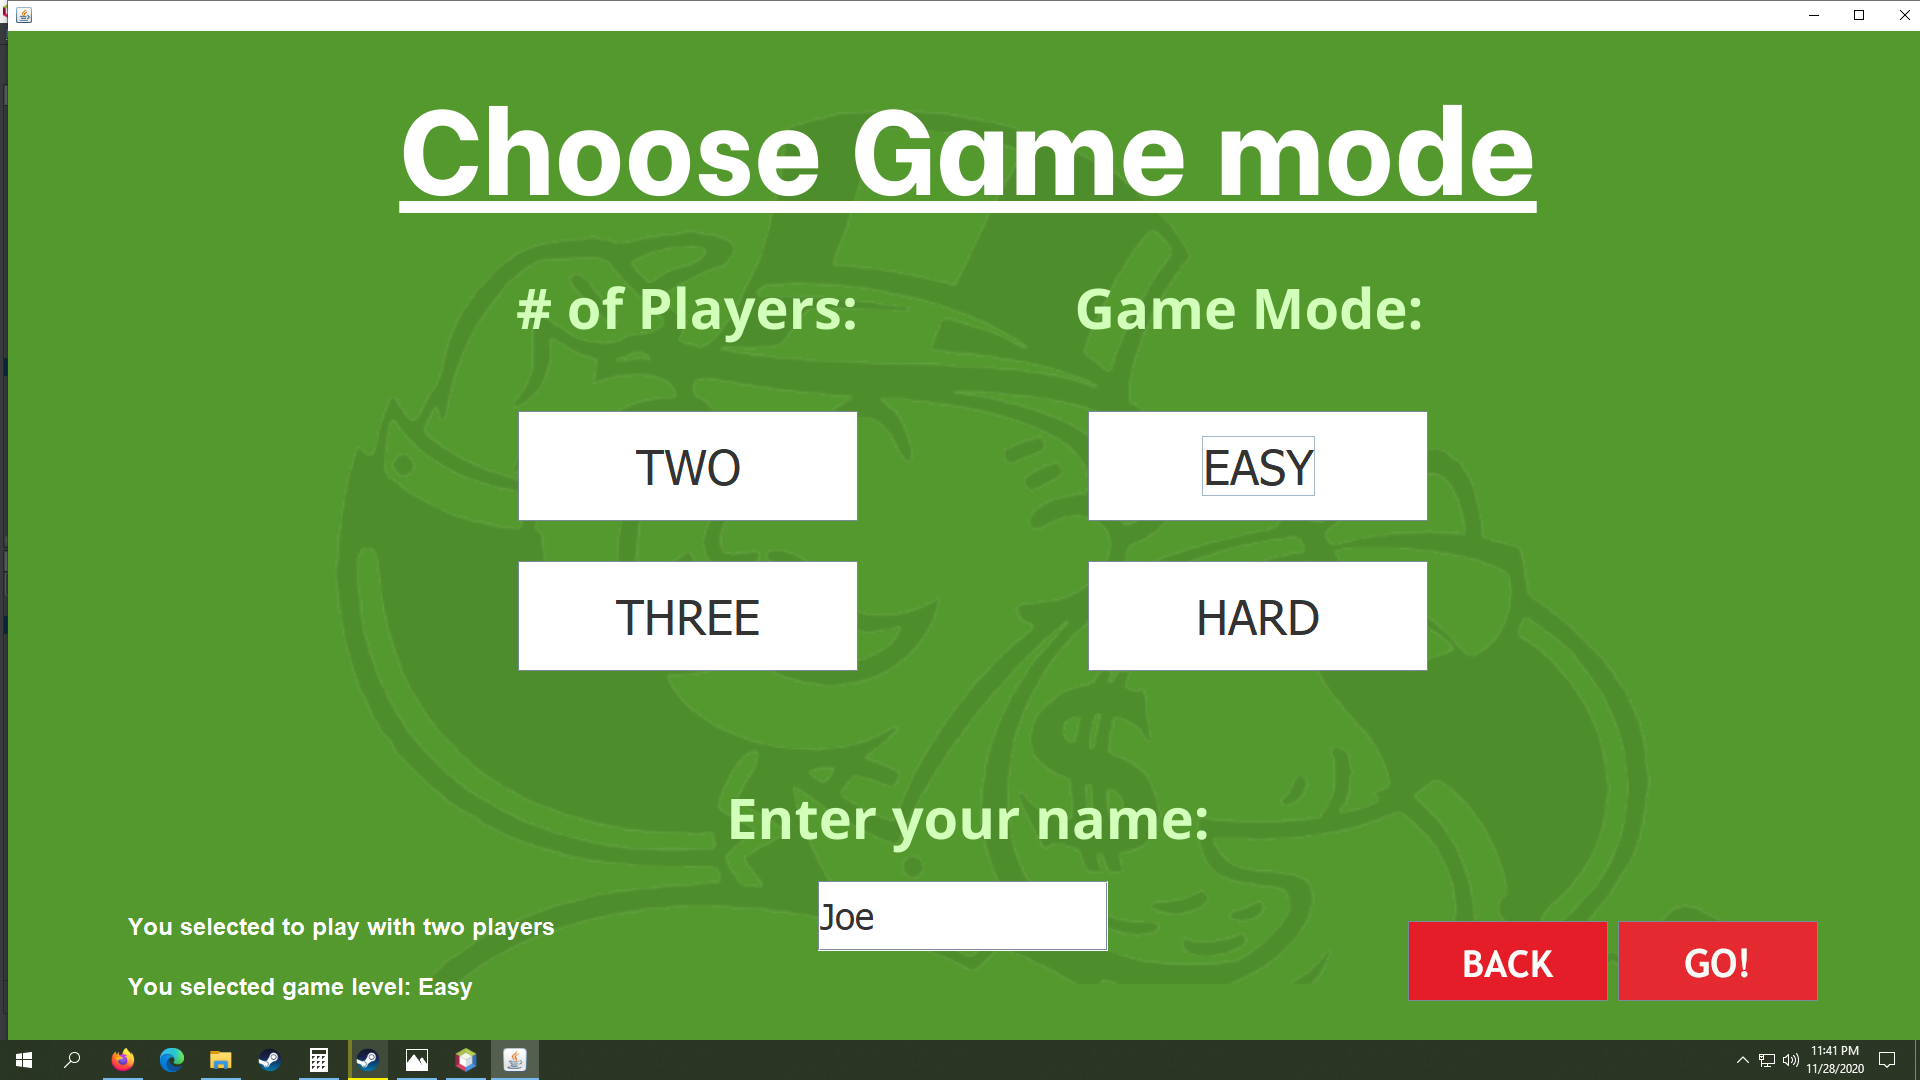 Choose Game mode
# of Players:
Game Mode:
TWO
EASY
THREE
HARD
Enter your name:
Joe
You selected to play with two players
You selected game level: Easy
BACK
GO!
11:41 PM
11/28/2020